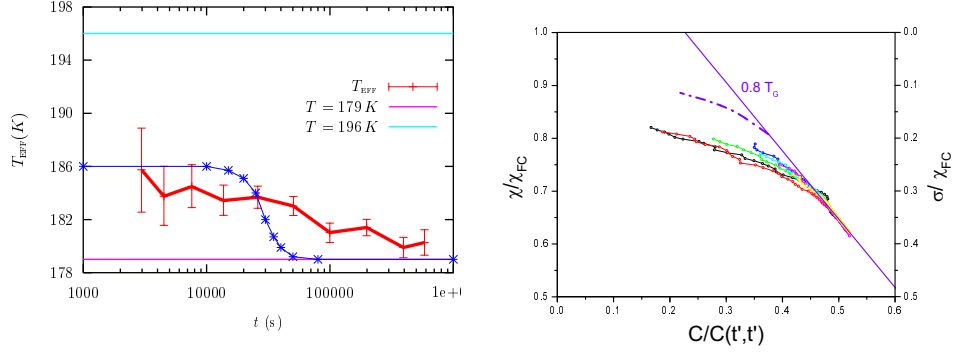 198
194
190
186
182
178
T_EFF(K)
T_EFF
T = 179 K
T = 196 K
1000
10000
100000
1e+
t (s)
1.0
0.9
0.8
0.7
0.6
0.5
χ/χ_FC
0.8 T_G
0.0
0.1
0.2
0.3
0.4
0.5
σ/ χ_FC
0.0
0.1
0.2
0.3
0.4
0.5
0.6
C/C(t',t')